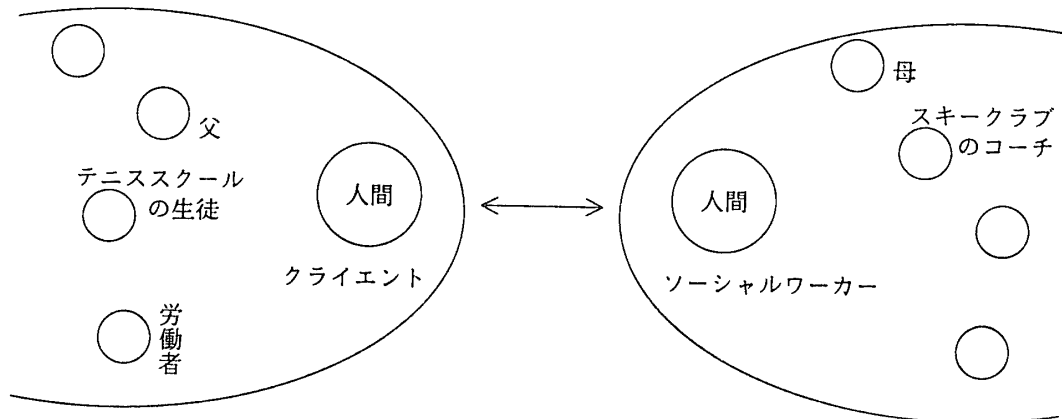 父
テニススクール
の生徒
人間
クライエント
労働者
母
スキークラブ
のコーチ
人間
ソーシャルワーカー